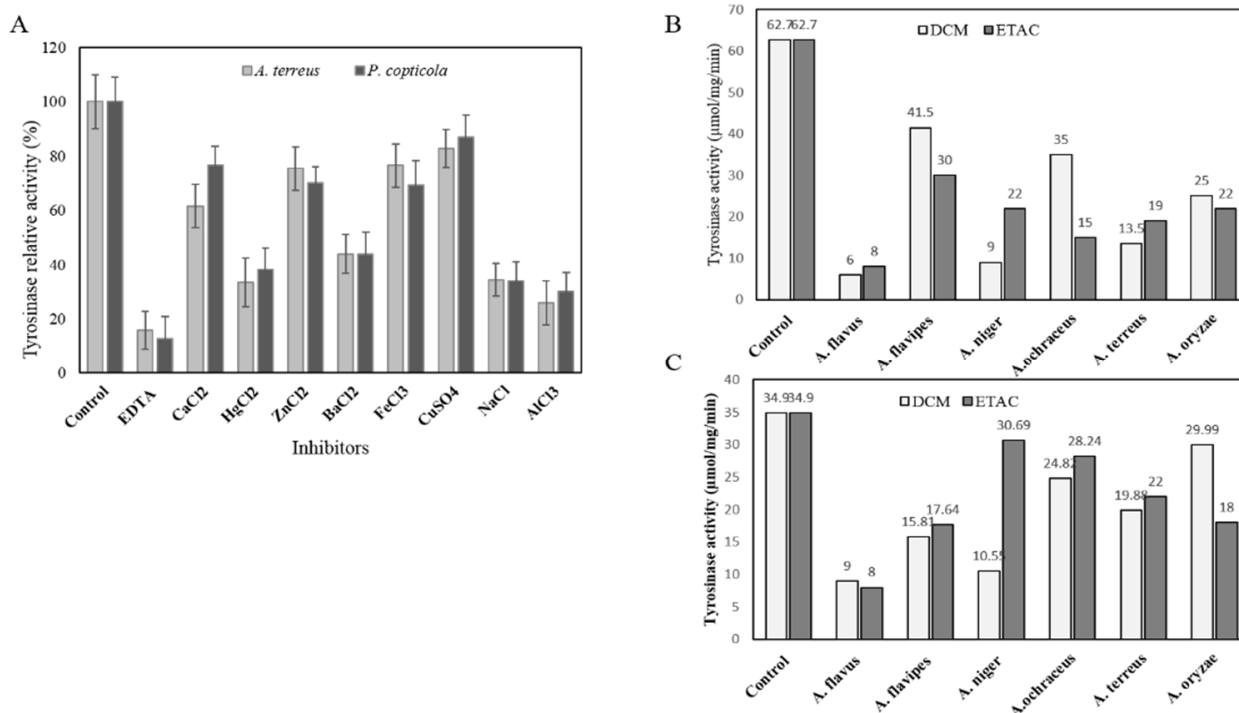 A
Tyrosinase relative activity (%)
120
100
80
60
40
20
0
A. terreus P. copticola
Control EDTA CaCl2 HgCl2 ZnCl2 BaCl2 FeCl3 CuSO4 NaCl AlCl3
Inhibitors
B
Tyrosinase activity (µmol/mg/min)
70
60
50
40
30
20
10
0
DCM ETAC
62.7 62.7
6 8
41.5 30
9 22
35 15
13.5 19
25 22
Control A. flavus A. flavipes A. niger A.ochraceus A. terreus A. oryzae
C
Tyrosinase activity (µmol/mg/min)
40
35
30
25
20
15
10
5
0
DCM ETAC
34.9 34.9
9 8
15.81 17.64
10.55 30.69
24.82 28.24
19.88 22
29.99 18
Control A. flavus A. flavipes A. niger A.ochraceus A. terreus A. oryzae